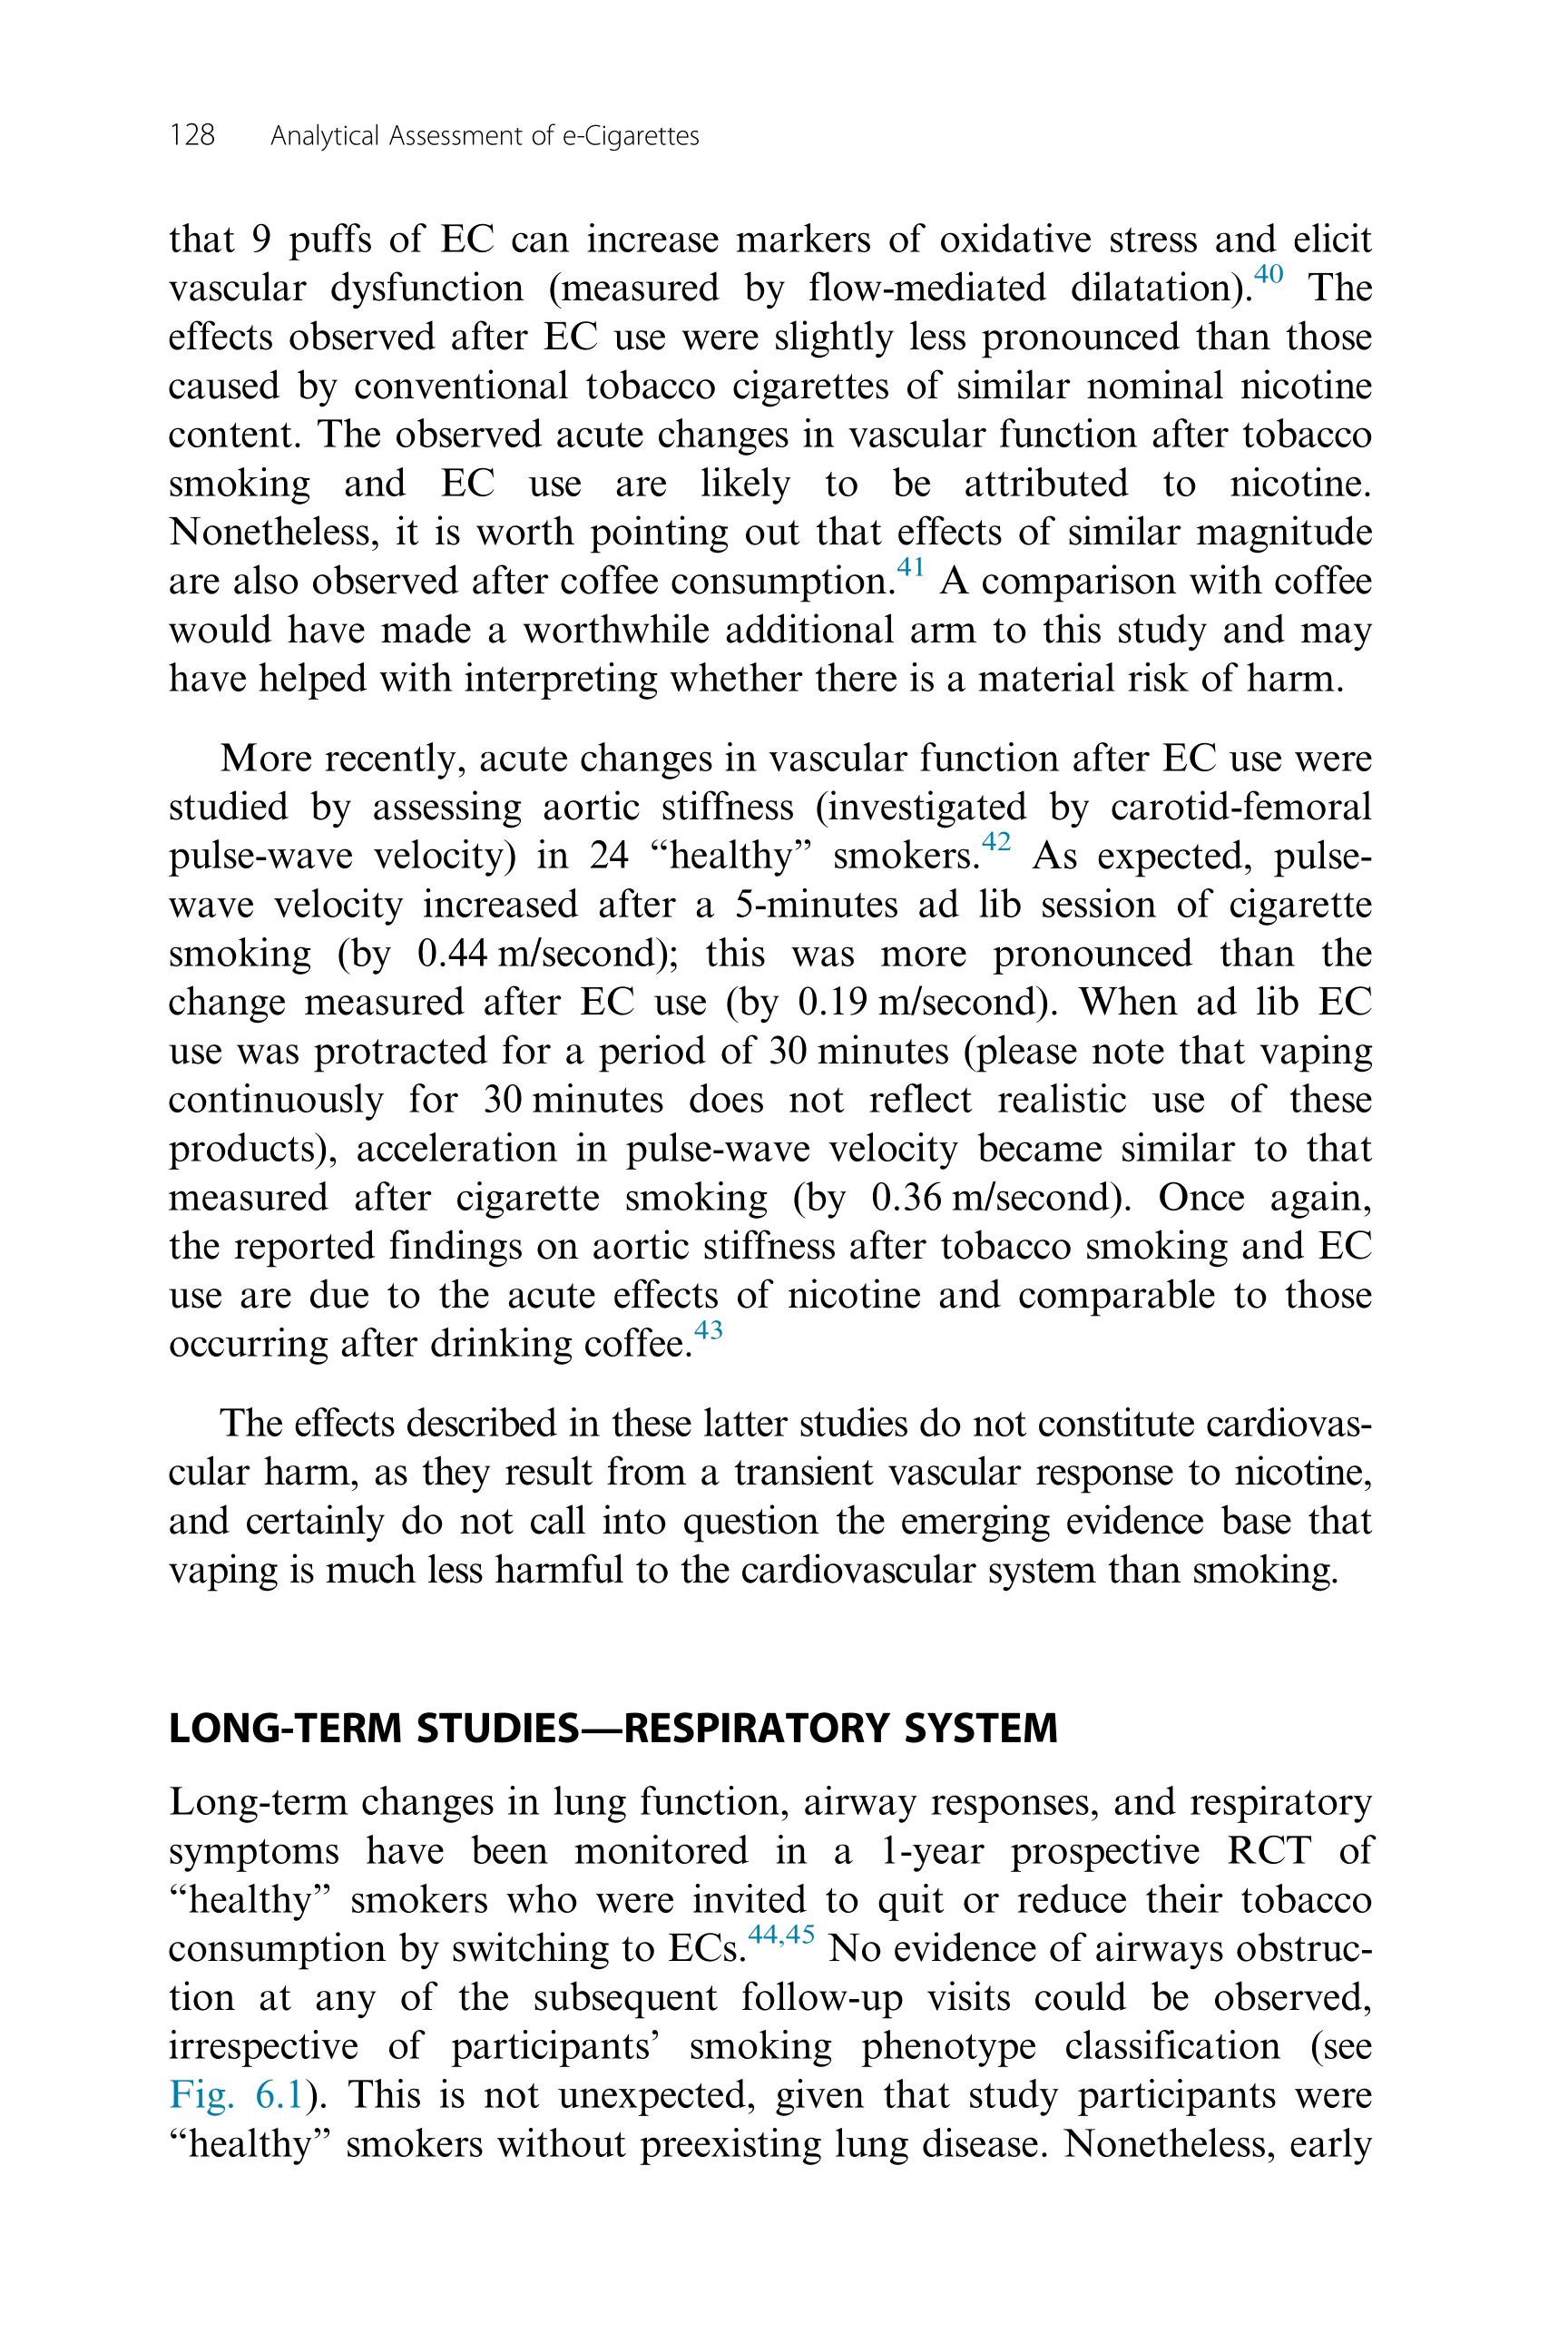 128 Analytical Assessment of e-Cigarettes
that 9 puffs of EC can increase markers of oxidative stress and elicit
vascular dysfunction (measured by flow-mediated dilatation).40 The
effects observed after EC use were slightly less pronounced than those
caused by conventional tobacco cigarettes of similar nominal nicotine
content. The observed acute changes in vascular function after tobacco
smoking and EC use are likely to be attributed to nicotine.
Nonetheless, it is worth pointing out that effects of similar magnitude
are also observed after coffee consumption.41 A comparison with coffee
would have made a worthwhile additional arm to this study and may
have helped with interpreting whether there is a material risk of harm.
More recently, acute changes in vascular function after EC use were
studied by assessing aortic stiffness (investigated by carotid-femoral
pulse-wave velocity) in 24 “healthy” smokers.42 As expected, pulse-
wave velocity increased after a 5-minutes ad lib session of cigarette
smoking (by 0.44 m/second); this was more pronounced than the
change measured after EC use (by 0.19 m/second). When ad lib EC
use was protracted for a period of 30 minutes (please note that vaping
continuously for 30 minutes does not reflect realistic use of these
products), acceleration in pulse-wave velocity became similar to that
measured after cigarette smoking (by 0.36 m/second). Once again,
the reported findings on aortic stiffness after tobacco smoking and EC
use are due to the acute effects of nicotine and comparable to those
occurring after drinking coffee.43
The effects described in these latter studies do not constitute cardiovas-
cular harm, as they result from a transient vascular response to nicotine,
and certainly do not call into question the emerging evidence base that
vaping is much less harmful to the cardiovascular system than smoking.
LONG-TERM STUDIES—RESPIRATORY SYSTEM
Long-term changes in lung function, airway responses, and respiratory
symptoms have been monitored in a 1-year prospective RCT of
“healthy” smokers who were invited to quit or reduce their tobacco
consumption by switching to ECs.44,45 No evidence of airways obstruc-
tion at any of the subsequent follow-up visits could be observed,
irrespective of participants’ smoking phenotype classification (see
Fig. 6.1). This is not unexpected, given that study participants were
“healthy” smokers without preexisting lung disease. Nonetheless, early